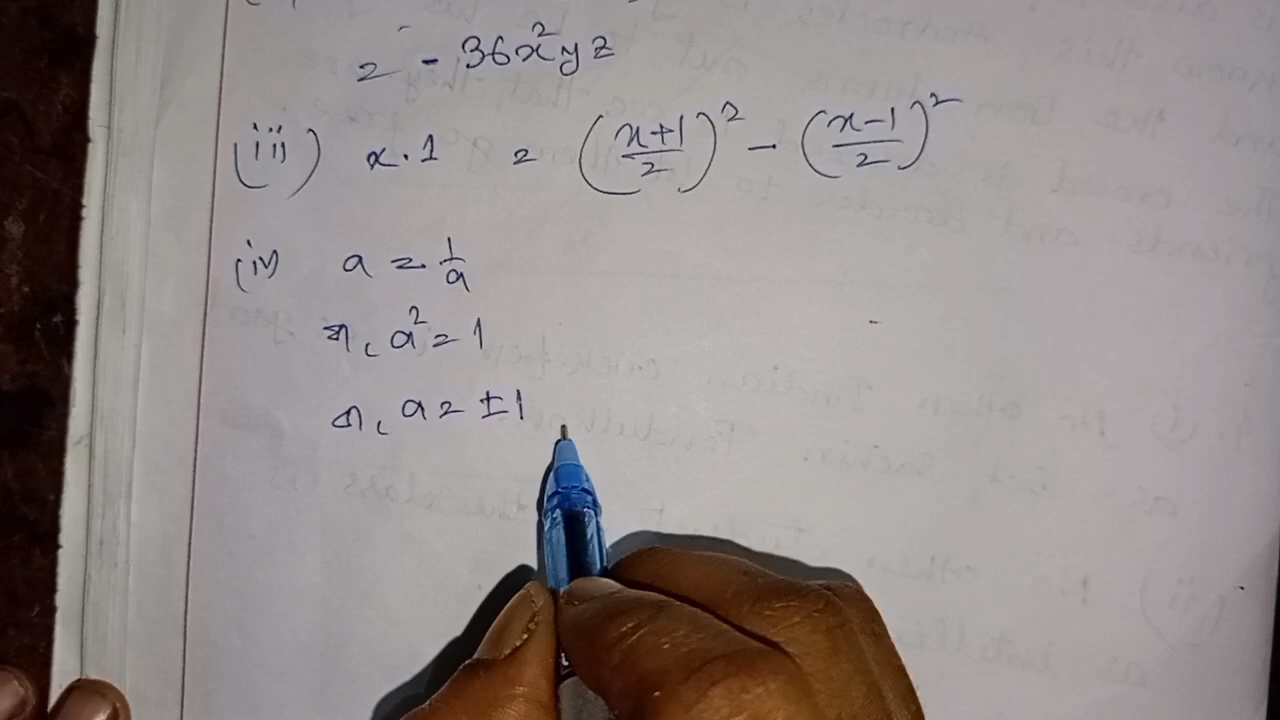 = - 36x²yz
(iii) x.1 = (x+1/2)² - (x-1/2)²
(iv) a = 1/a
বা, a² = 1
বা, a = ±1